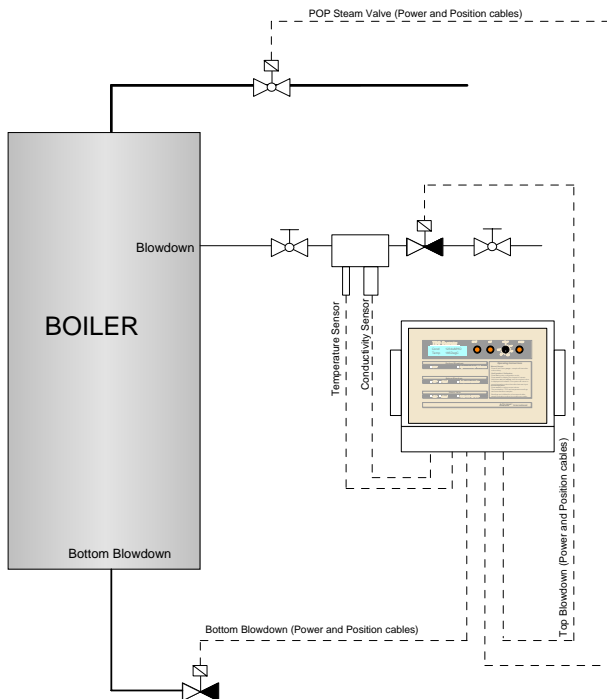 POP Steam Valve (Power and Position cables)
Blowdown
BOILER
Temperature Sensor
Conductivity Sensor
Top Blowdown (Power and Position cables)
Bottom Blowdown
Bottom Blowdown (Power and Position cables)